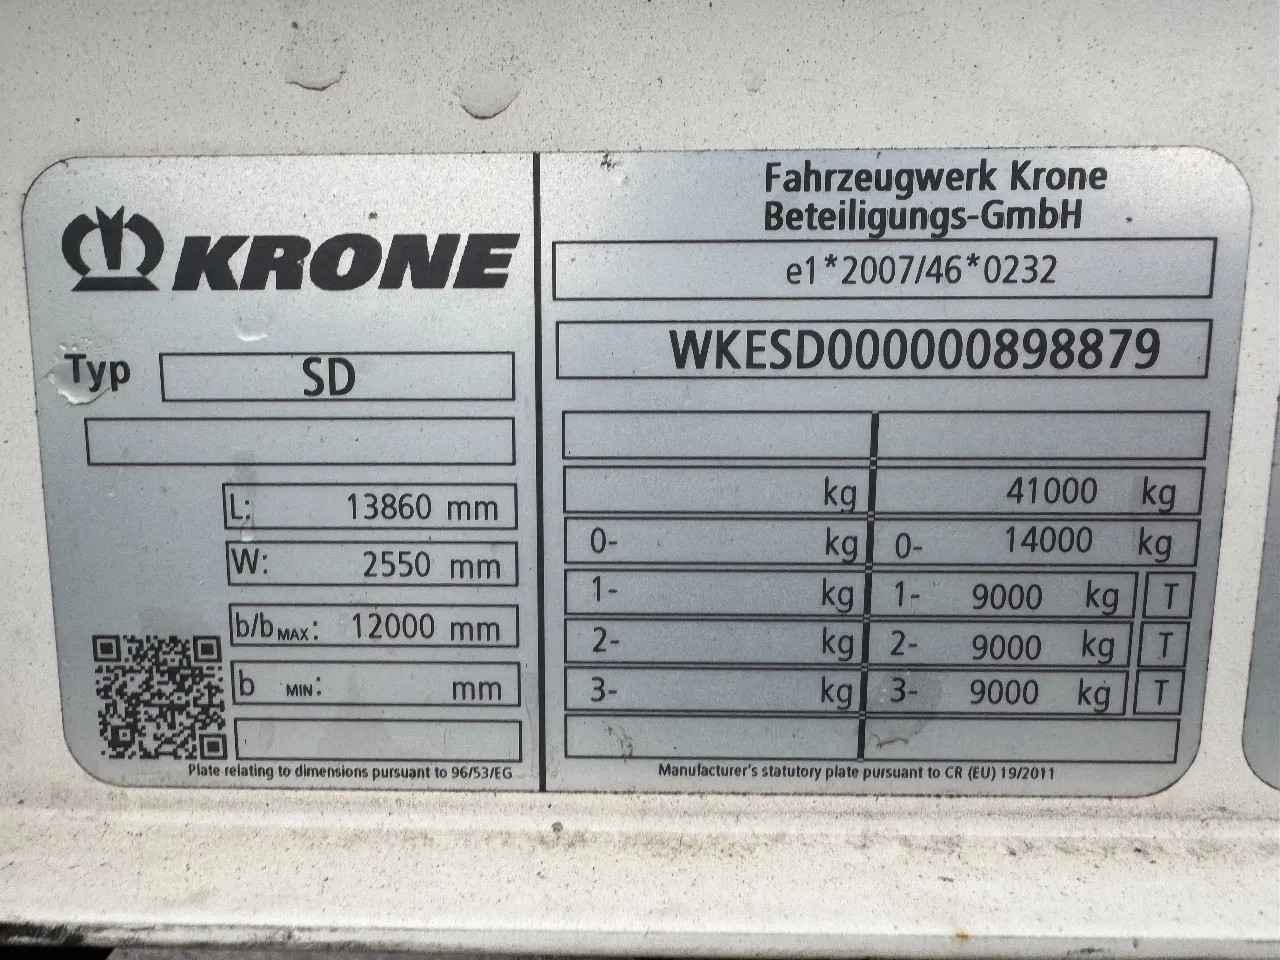 KRONE
Typ SD
L: 13860 mm
W: 2550 mm
b/b MAX: 12000 mm
b MIN: mm
Plate relating to dimensions pursuant to 96/53/EG
Fahrzeugwerk Krone
Beteiligungs-GmbH
e1*2007/46*0232
WKESD000000898879
kg 41000 kg
0- kg 0- 14000 kg
1- kg 1- 9000 kg T
2- kg 2- 9000 kg T
3- kg 3- 9000 kg T
Manufacturer's statutory plate pursuant to CR (EU) 19/2011